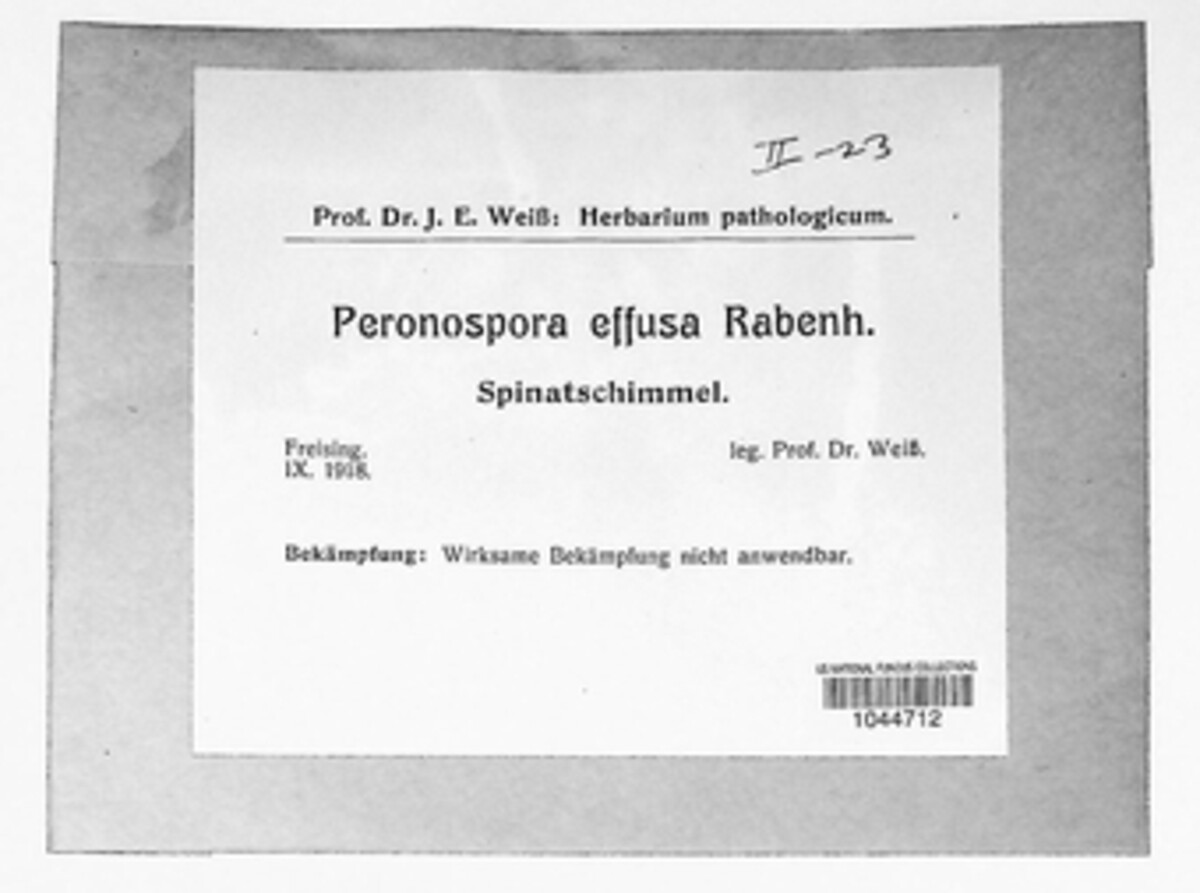 II-23
Prof. Dr. J. E. Weiß: Herbarium pathologicum.
Peronospora effusa Rabenh.
Spinatschimmel.
Freising.
IX. 1918.
leg. Prof. Dr. Weiß.
Bekämpfung: Wirksame Bekämpfung nicht anwendbar.
US NATIONAL FUNGUS COLLECTIONS
1044712